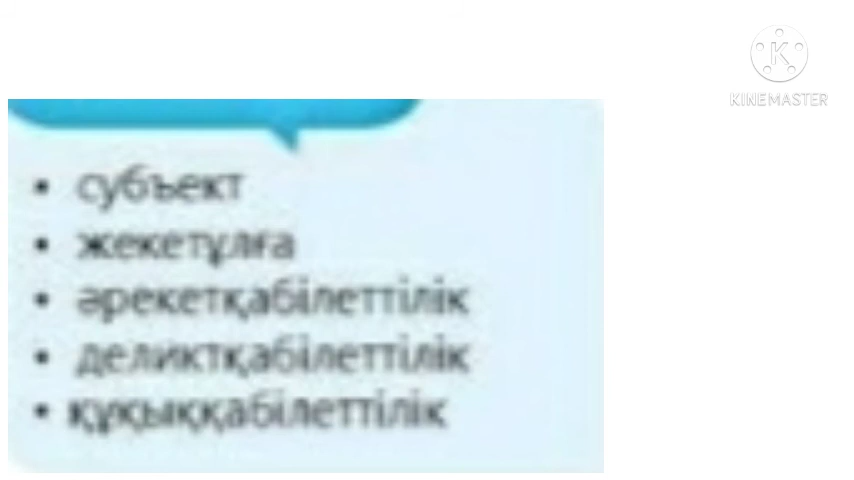 KINEMASTER
• субъект
• жекетұлға
• әрекетқабілеттілік
• деликтқабілеттілік
• құқыққабілеттілік